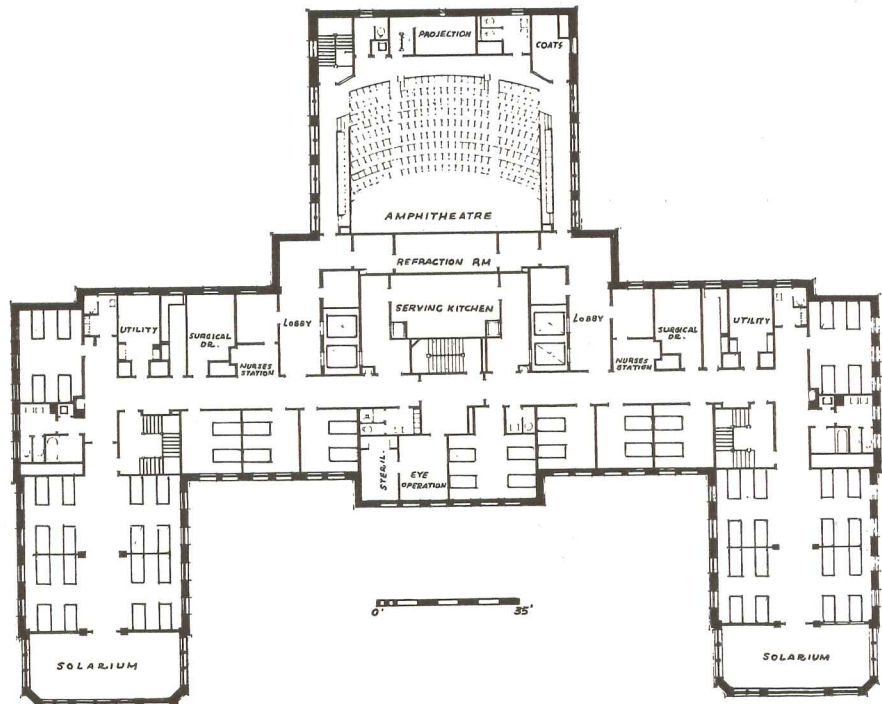 PROJECTION
COATS
AMPHITHEATRE
REFRACTION RM
SERVING KITCHEN
LOBBY
LOBBY
UTILITY
SURGICAL
DR.
NURSES
STATION
SURGICAL
DR.
UTILITY
NURSES
STATION
STERIL.
EYE
OPERATION
0'
35'
SOLARIUM
SOLARIUM